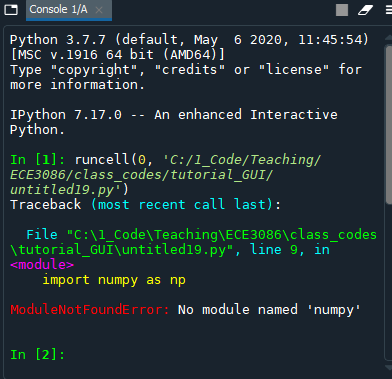 Console 1/A
Python 3.7.7 (default, May  6 2020, 11:45:54)
[MSC v.1916 64 bit (AMD64)]
Type "copyright", "credits" or "license" for
more information.
IPython 7.17.0 -- An enhanced Interactive
Python.
In [1]: runcell(0, 'C:/1_Code/Teaching/
ECE3086/class_codes/tutorial_GUI/
untitled19.py')
Traceback (most recent call last):
File "C:\1_Code\Teaching\ECE3086\class_codes
\tutorial_GUI\untitled19.py", line 9, in
<module>
import numpy as np
ModuleNotFoundError: No module named 'numpy'
In [2]: